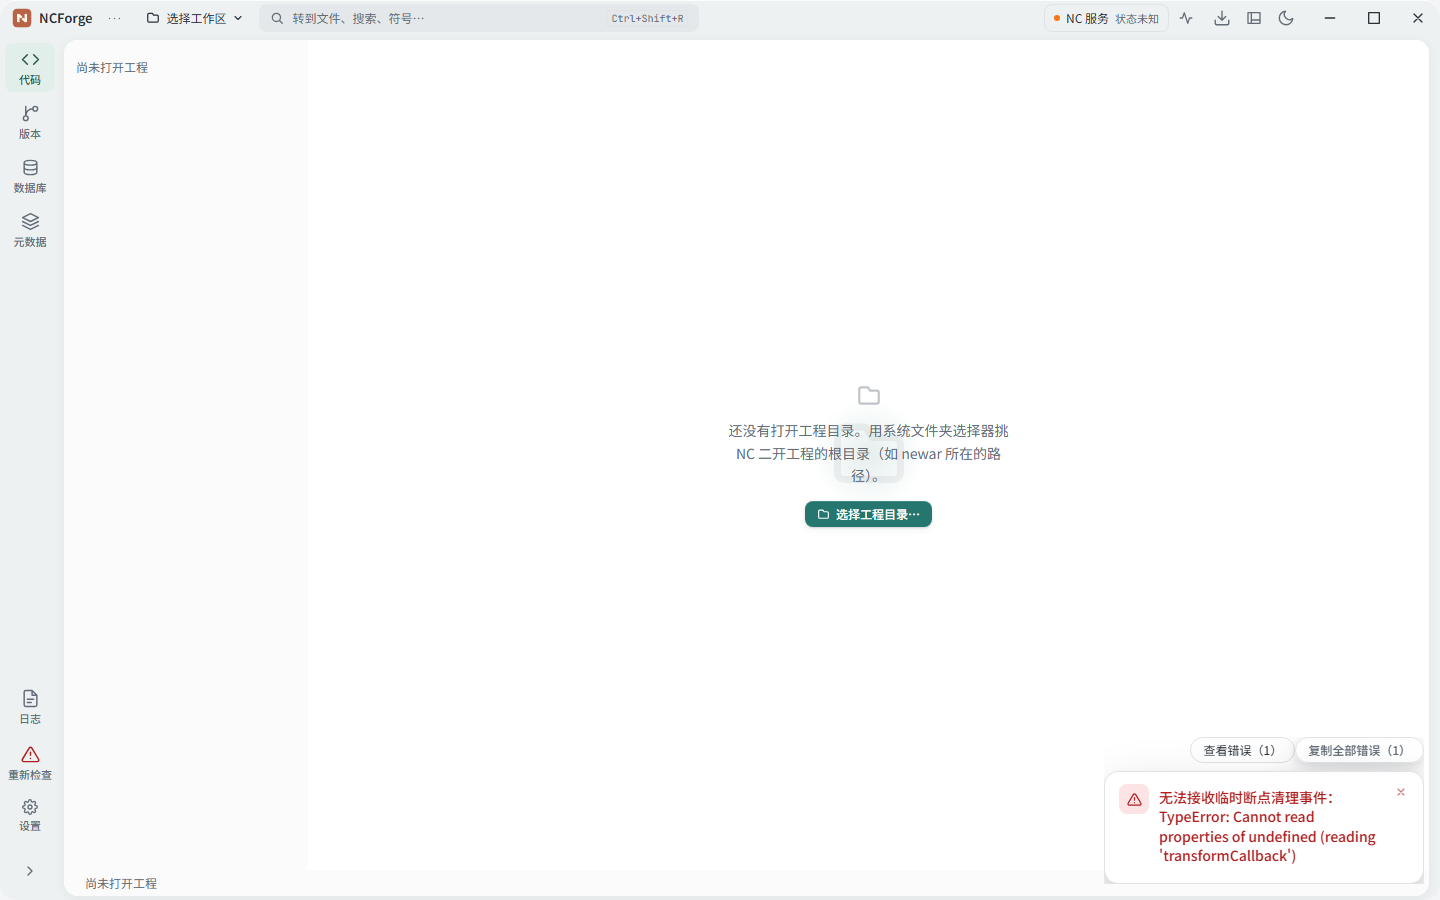 NCForge
···
选择工作区
转到文件、搜索、符号···
Ctrl+Shift+R
NC 服务 状态未知
代码
版本
数据库
元数据
日志
重新检查
设置
尚未打开工程
还没有打开工程目录。用系统文件夹选择器挑
NC 二开工程的根目录（如 newar 所在的路
径）。
选择工程目录···
查看错误（1）
复制全部错误（1）
无法接收临时断点清理事件：
TypeError: Cannot read
properties of undefined (reading
'transformCallback')
尚未打开工程